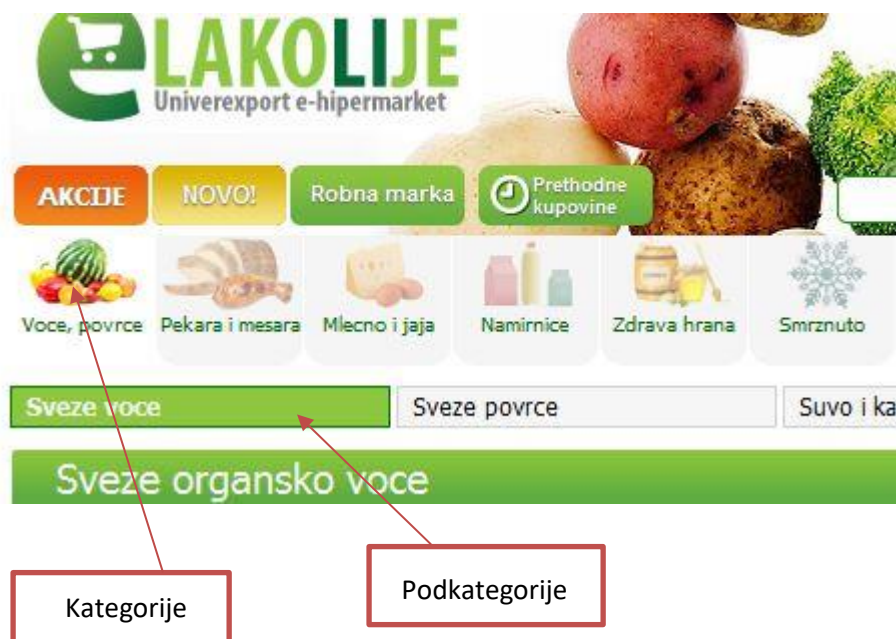 eLAKOLIJE
Univerexport e-hipermarket
AKCIJE
NOVO!
Robna marka
Prethodne
kupovine
Voce, povrce
Pekara i mesara
Mlecno i jaja
Namirnice
Zdrava hrana
Smrznuto
Sveze voce
Sveze povrce
Suvo i ka
Sveze organsko voce
Kategorije
Podkategorije